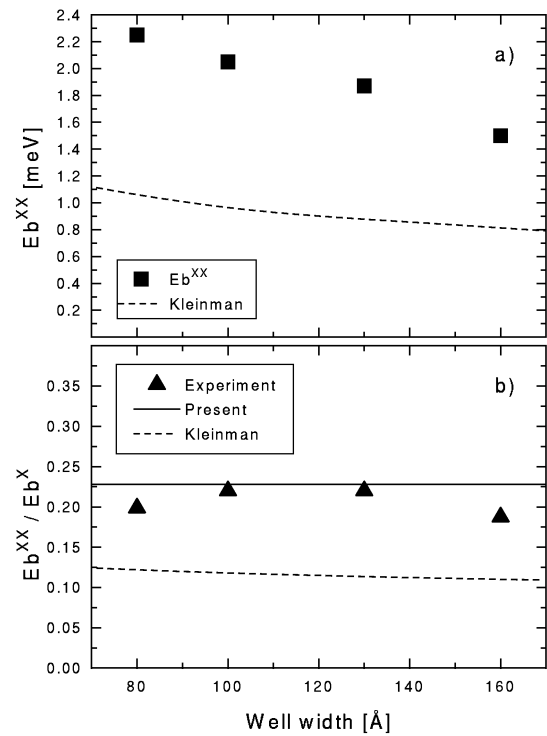 2.4
2.2
2.0
1.8
1.6
1.4
1.2
1.0
0.8
0.6
0.4
0.2
Eb^XX [meV]
a)
Eb^XX
Kleinman
0.35
0.30
0.25
0.20
0.15
0.10
0.05
0.00
Eb^XX / Eb^X
b)
Experiment
Present
Kleinman
80 100 120 140 160
Well width [Å]